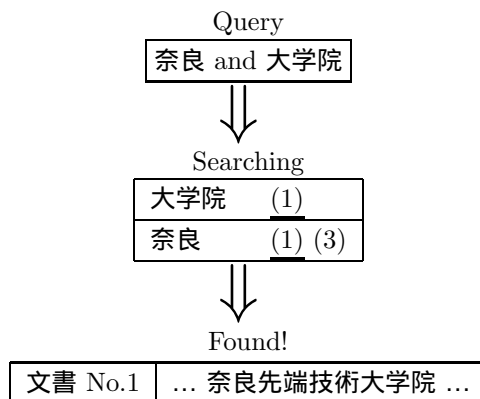 Query
奈良 and 大学院
Searching
大学院 (1)
奈良 (1) (3)
Found!
文書 No.1 ... 奈良先端技術大学院 ...